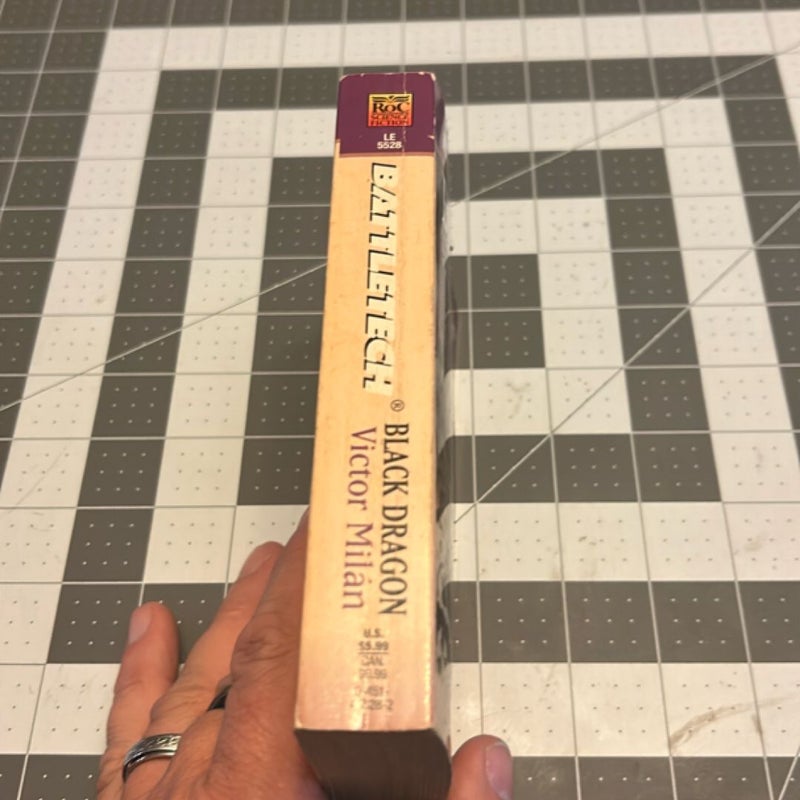 RoC
SCIENCE
FICTION
LE
5528
BATTLETECH®
BLACK DRAGON
Victor Milán
U.S.
$5.99
CAN.